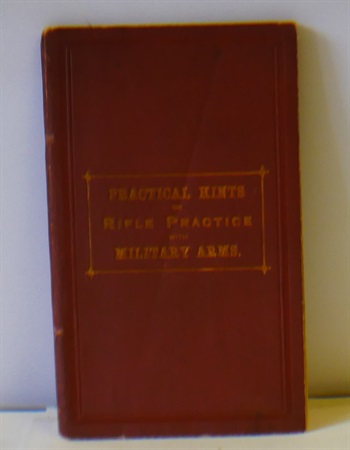 PRACTICAL HINTS
ON
RIFLE PRACTICE
WITH
MILITARY ARMS.